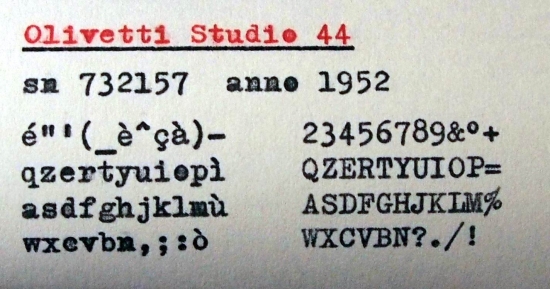 Olivetti Studio 44
sn 732157 anno 1952
é"'(_è^çà)- 23456789&º+
qzertyuiopì QZERTYUIOP=
asdfghjklmù ASDFGHJKLM%
wxcvbn,;:ò WXCVBN?./!